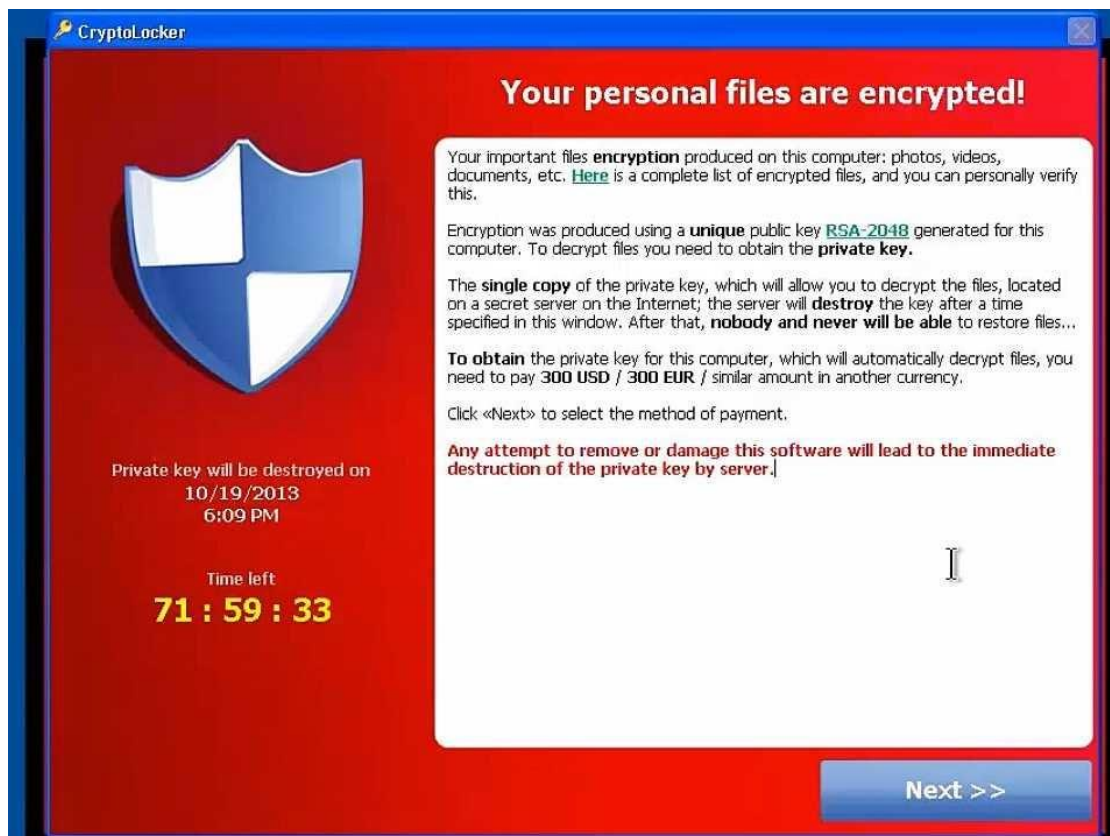 CryptoLocker
Your personal files are encrypted!
Your important files encryption produced on this computer: photos, videos,
documents, etc. Here is a complete list of encrypted files, and you can personally verify
this.
Encryption was produced using a unique public key RSA-2048 generated for this
computer. To decrypt files you need to obtain the private key.
The single copy of the private key, which will allow you to decrypt the files, located
on a secret server on the Internet; the server will destroy the key after a time
specified in this window. After that, nobody and never will be able to restore files...
To obtain the private key for this computer, which will automatically decrypt files, you
need to pay 300 USD / 300 EUR / similar amount in another currency.
Click «Next» to select the method of payment.
Any attempt to remove or damage this software will lead to the immediate
destruction of the private key by server.
Private key will be destroyed on
10/19/2013
6:09 PM
Time left
71 : 59 : 33
Next >>